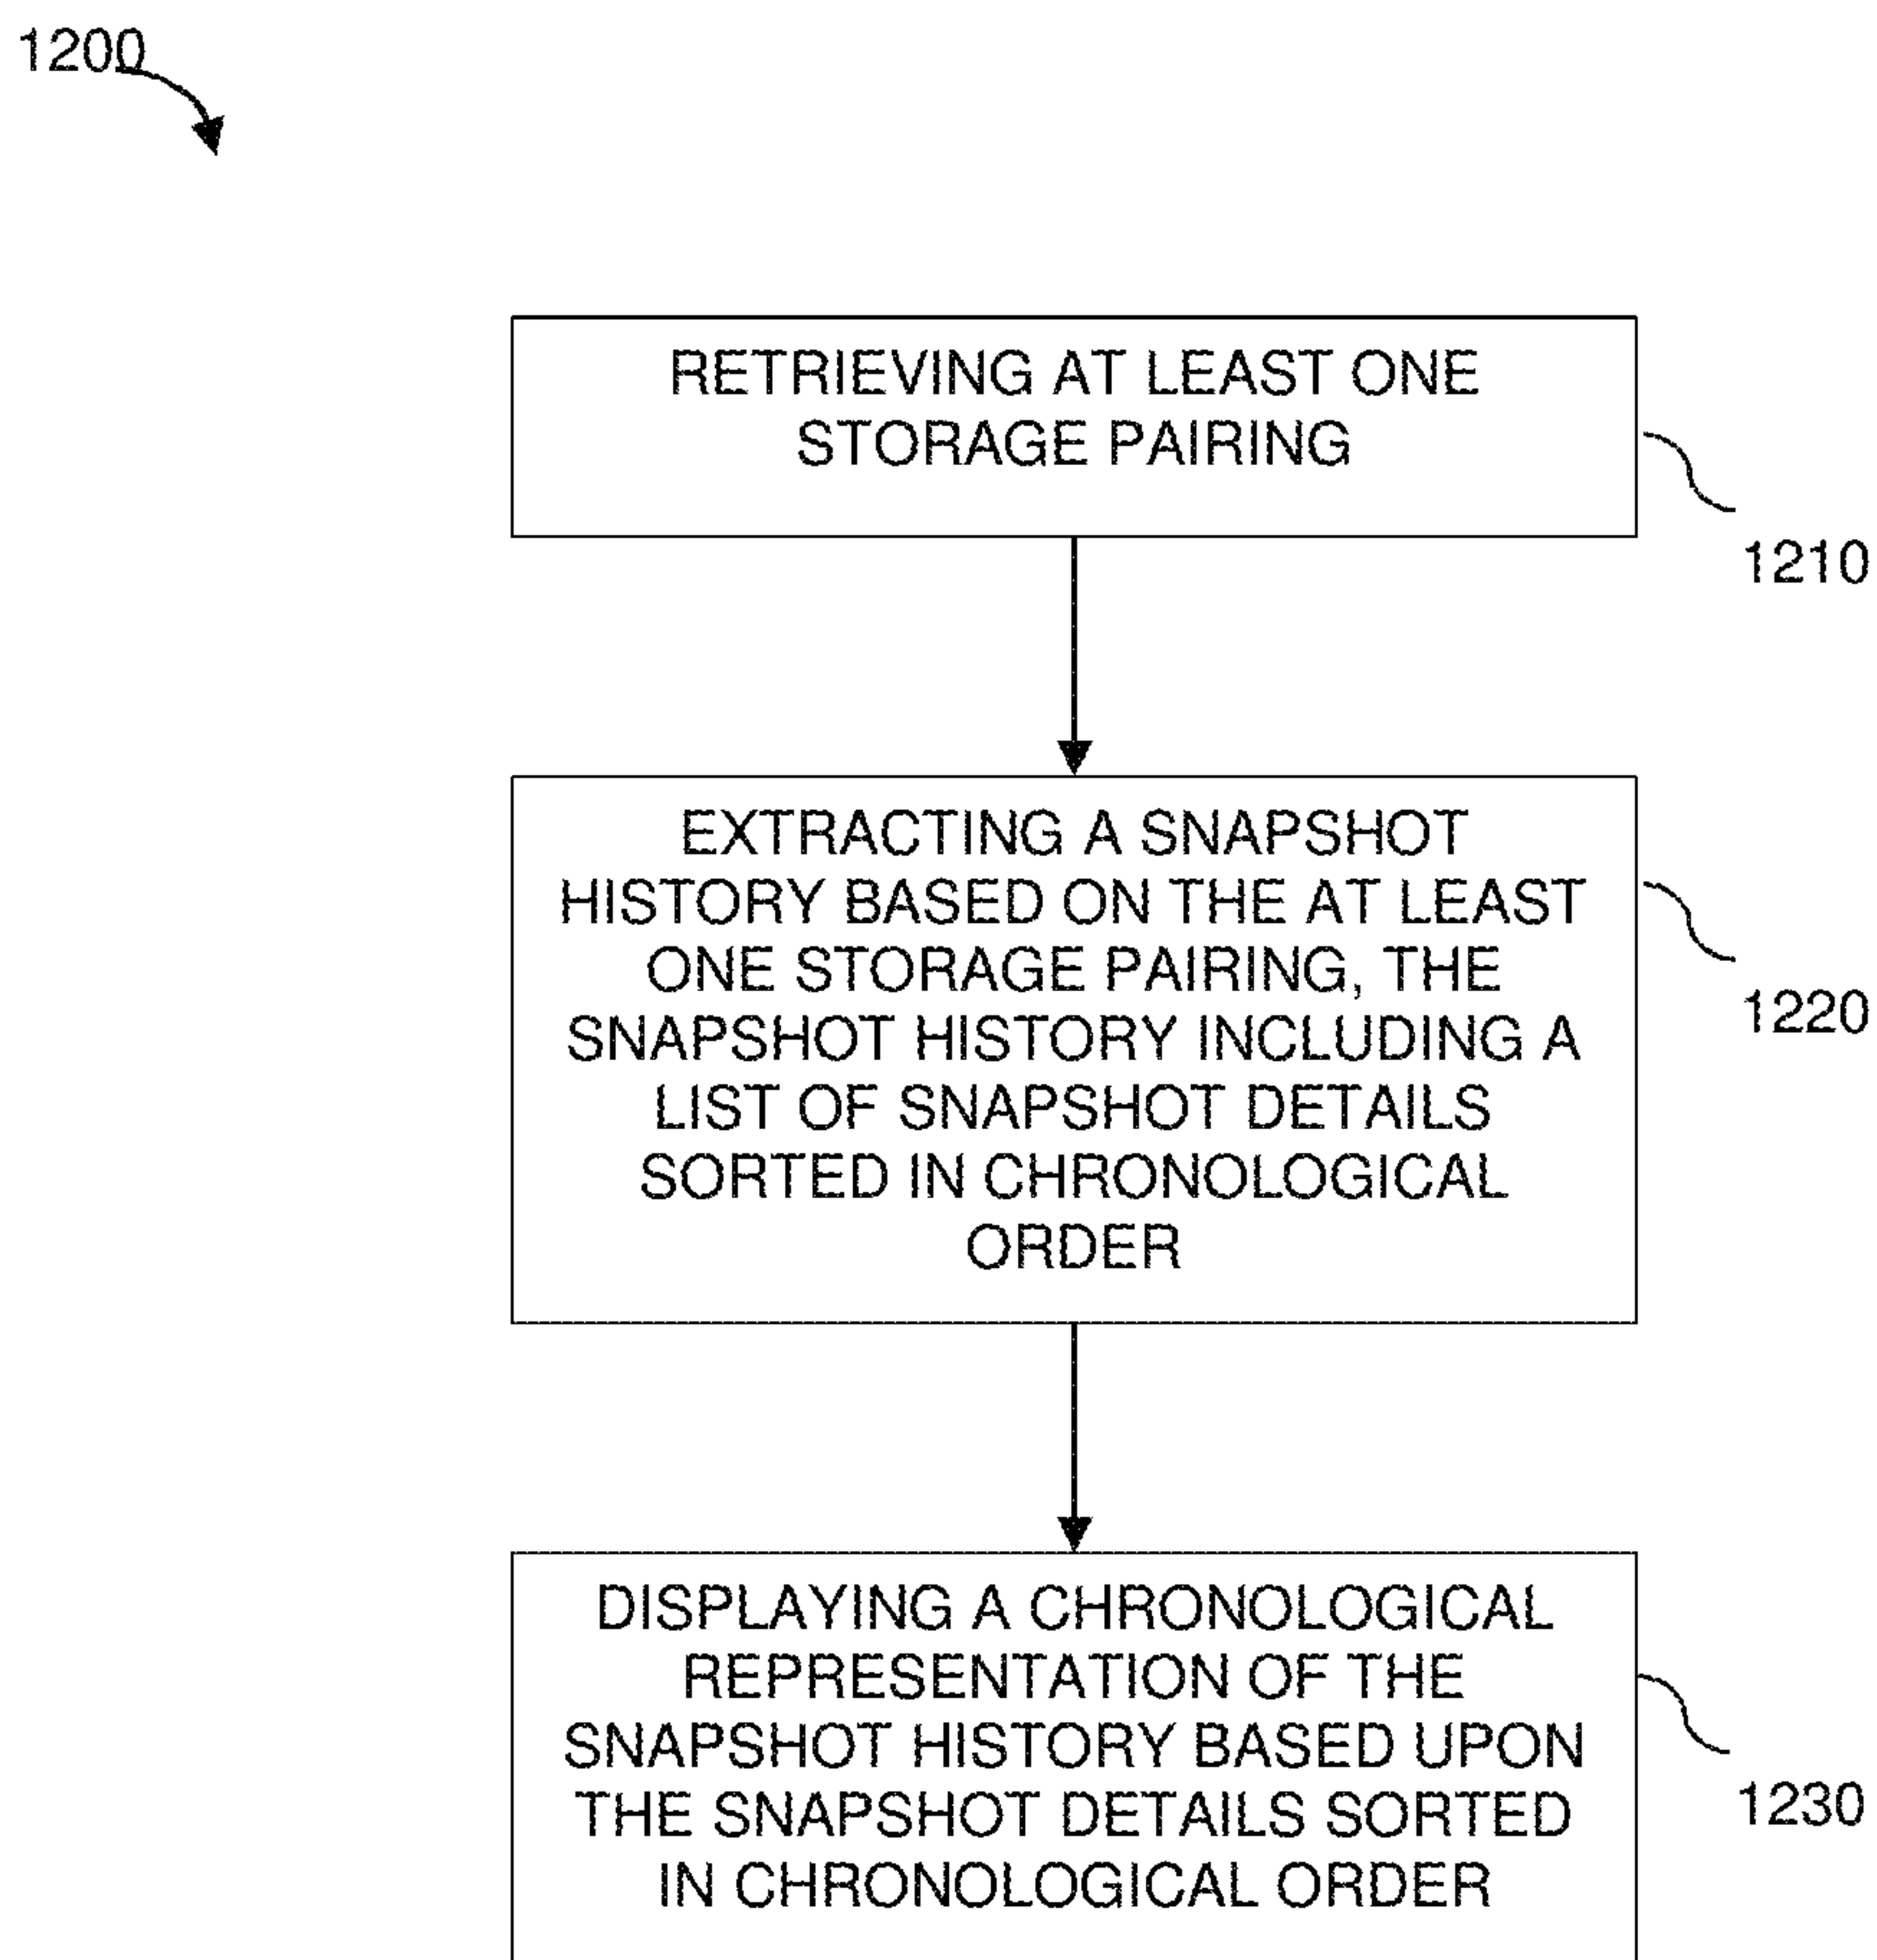 1200
RETRIEVING AT LEAST ONE
STORAGE PAIRING
1210
EXTRACTING A SNAPSHOT
HISTORY BASED ON THE AT LEAST
ONE STORAGE PAIRING, THE
SNAPSHOT HISTORY INCLUDING A
LIST OF SNAPSHOT DETAILS
SORTED IN CHRONOLOGICAL
ORDER
1220
DISPLAYING A CHRONOLOGICAL
REPRESENTATION OF THE
SNAPSHOT HISTORY BASED UPON
THE SNAPSHOT DETAILS SORTED
IN CHRONOLOGICAL ORDER
1230